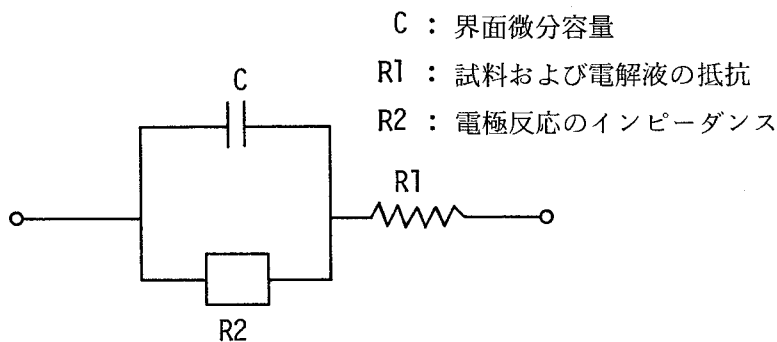 C : 界面微分容量
R1 : 試料および電解液の抵抗
R2 : 電極反応のインピーダンス
C
R1
R2